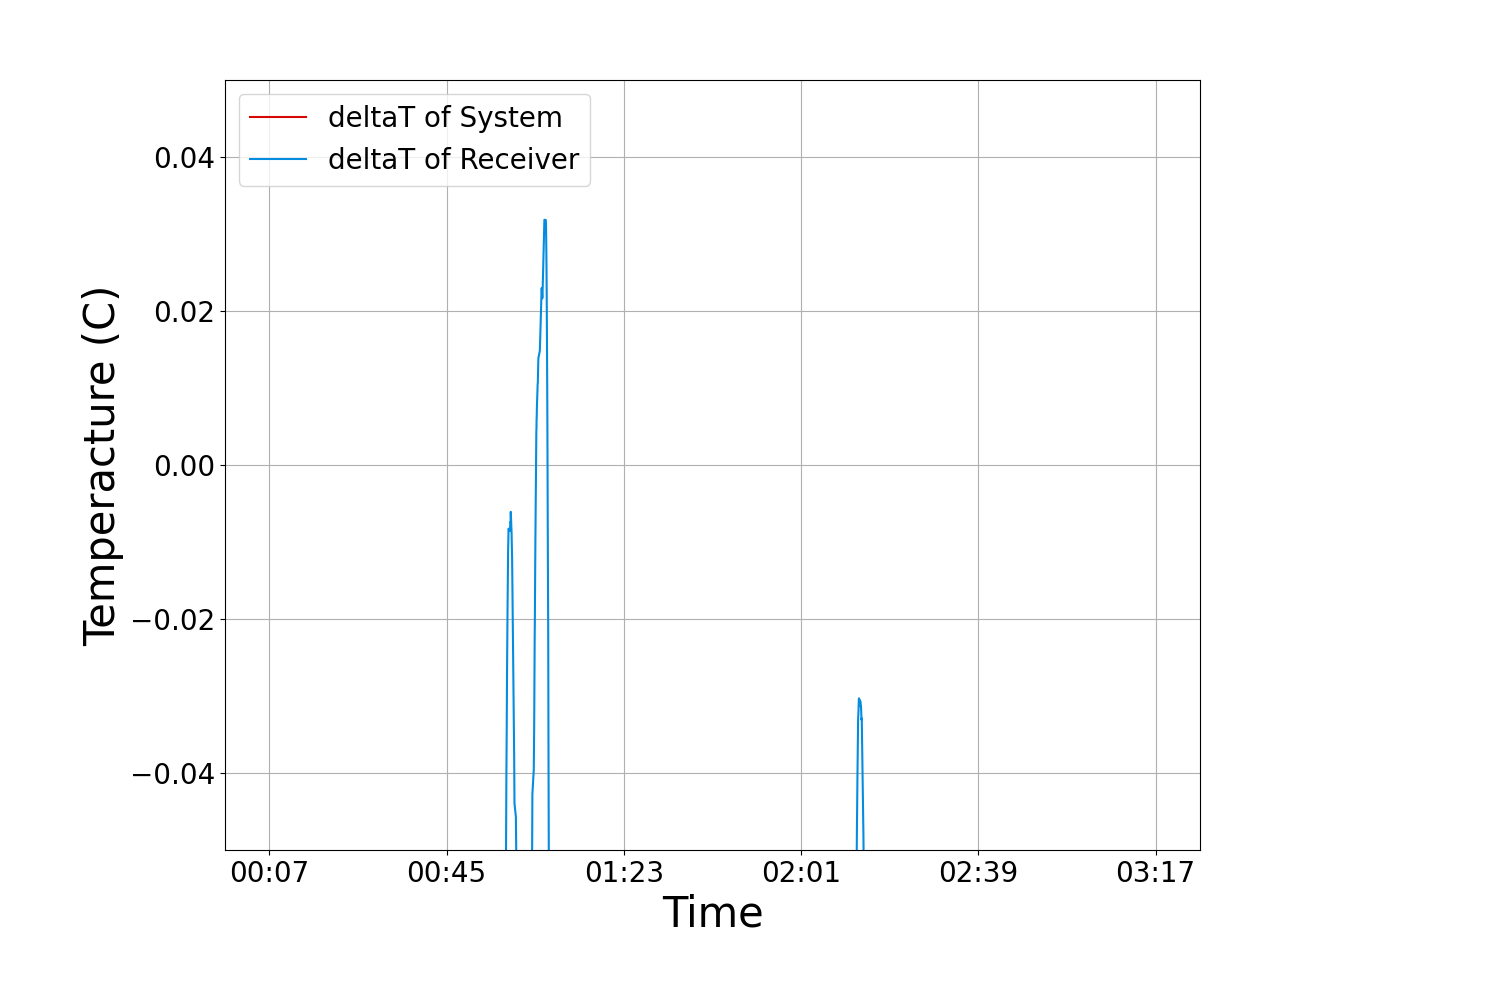 deltaT of System
deltaT of Receiver
0.04
0.02
0.00
−0.02
−0.04
Temperacture (C)
00:07 00:45 01:23 02:01 02:39 03:17
Time